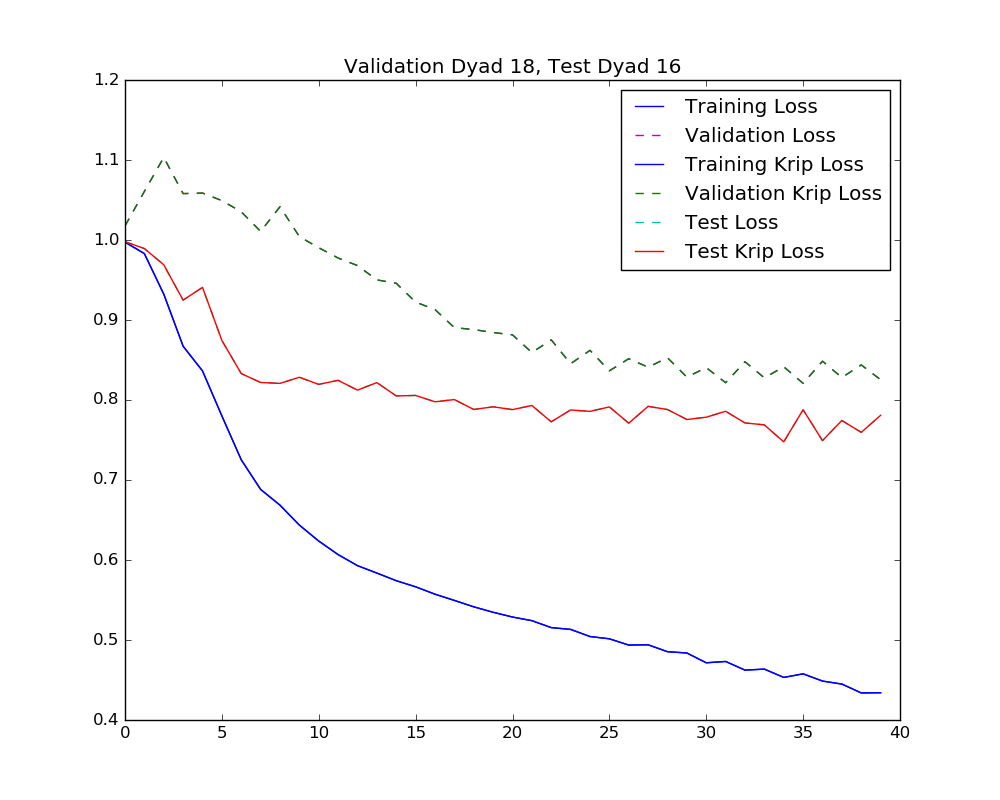 Validation Dyad 18, Test Dyad 16
1.2
1.1
1.0
0.9
0.8
0.7
0.6
0.5
0.4
Training Loss
Validation Loss
Training Krip Loss
Validation Krip Loss
Test Loss
Test Krip Loss
0 5 10 15 20 25 30 35 40